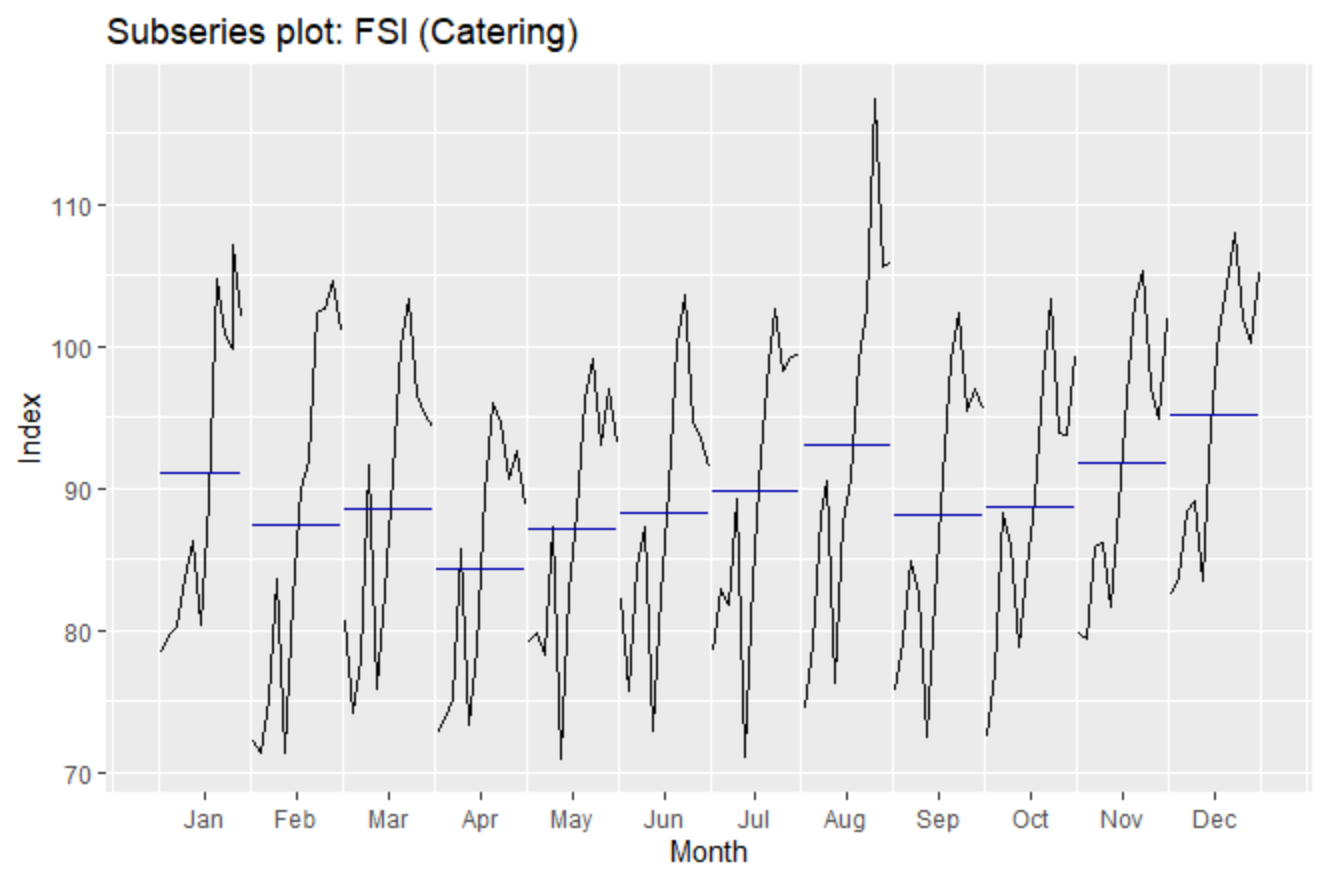 Subseries plot: FSI (Catering)
Index
110
100
90
80
70
Jan Feb Mar Apr May Jun Jul Aug Sep Oct Nov Dec
Month